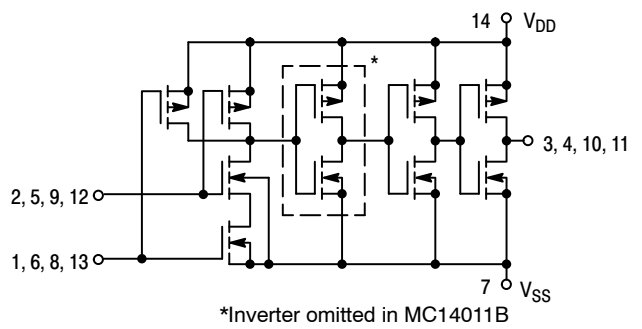 14 VDD
*
3, 4, 10, 11
2, 5, 9, 12
1, 6, 8, 13
7 VSS
*Inverter omitted in MC14011B